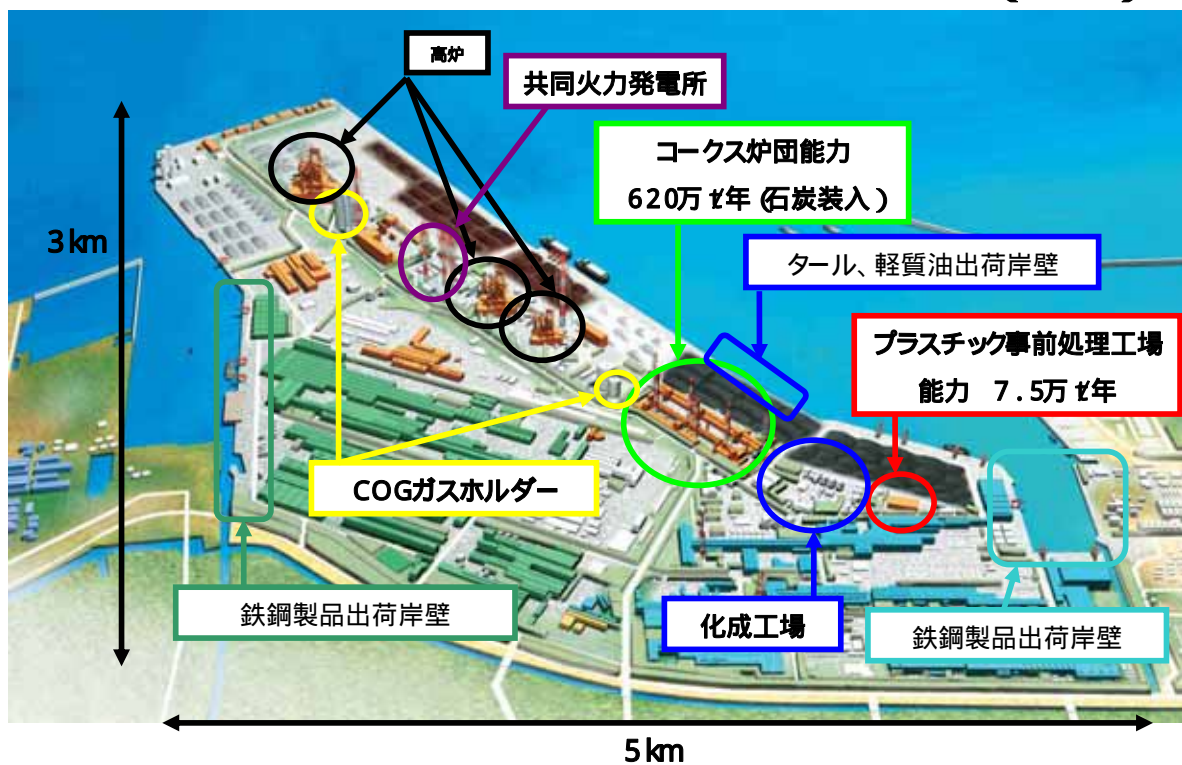 高炉
共同火力発電所
コークス炉団能力
620万㌧/年(石炭装入)
3km
タール、軽質油出荷岸壁
プラスチック事前処理工場
能力 7.5万㌧/年
COGガスホルダー
鉄鋼製品出荷岸壁
化成工場
鉄鋼製品出荷岸壁
5km